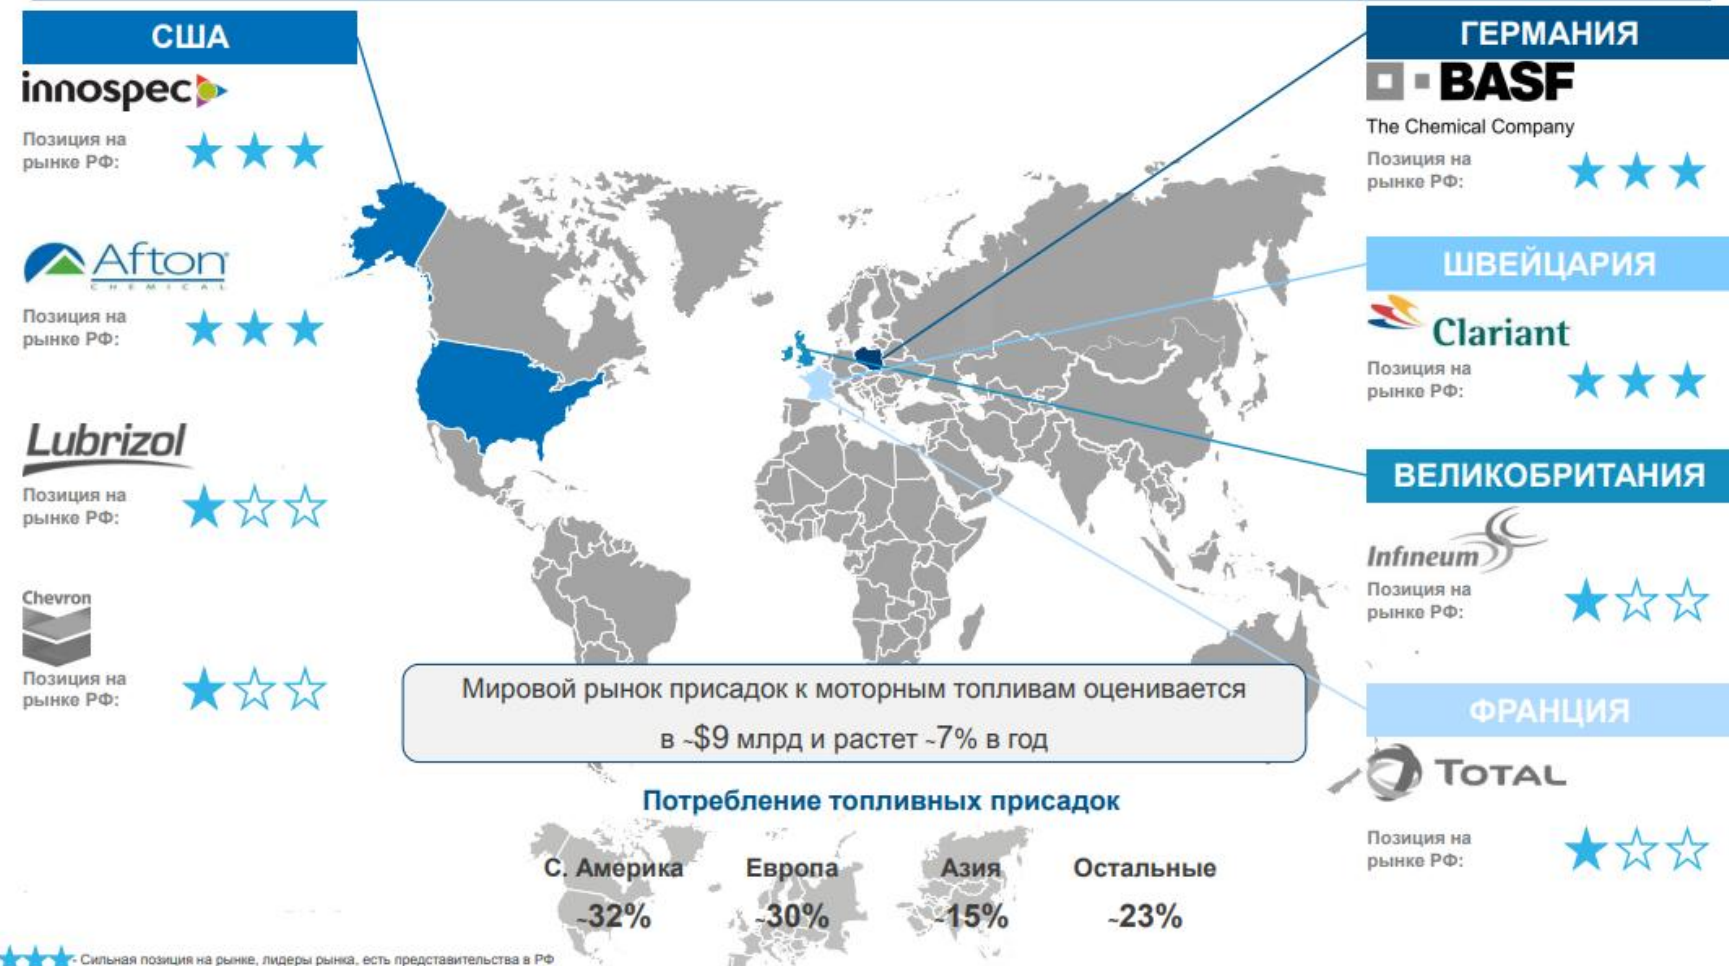 США
innospec
Позиция на
рынке РФ:
Afton
CHEMICAL
Позиция на
рынке РФ:
Lubrizol
Позиция на
рынке РФ:
Chevron
Позиция на
рынке РФ:
ГЕРМАНИЯ
BASF
The Chemical Company
Позиция на
рынке РФ:
ШВЕЙЦАРИЯ
Clariant
Позиция на
рынке РФ:
ВЕЛИКОБРИТАНИЯ
Infineum
Позиция на
рынке РФ:
ФРАНЦИЯ
TOTAL
Позиция на
рынке РФ:
Мировой рынок присадок к моторным топливам оценивается
в ~$9 млрд и растет ~7% в год
Потребление топливных присадок
С. Америка Европа Азия Остальные
~32% ~30% ~15% ~23%
- Сильная позиция на рынке, лидеры рынка, есть представительства в РФ